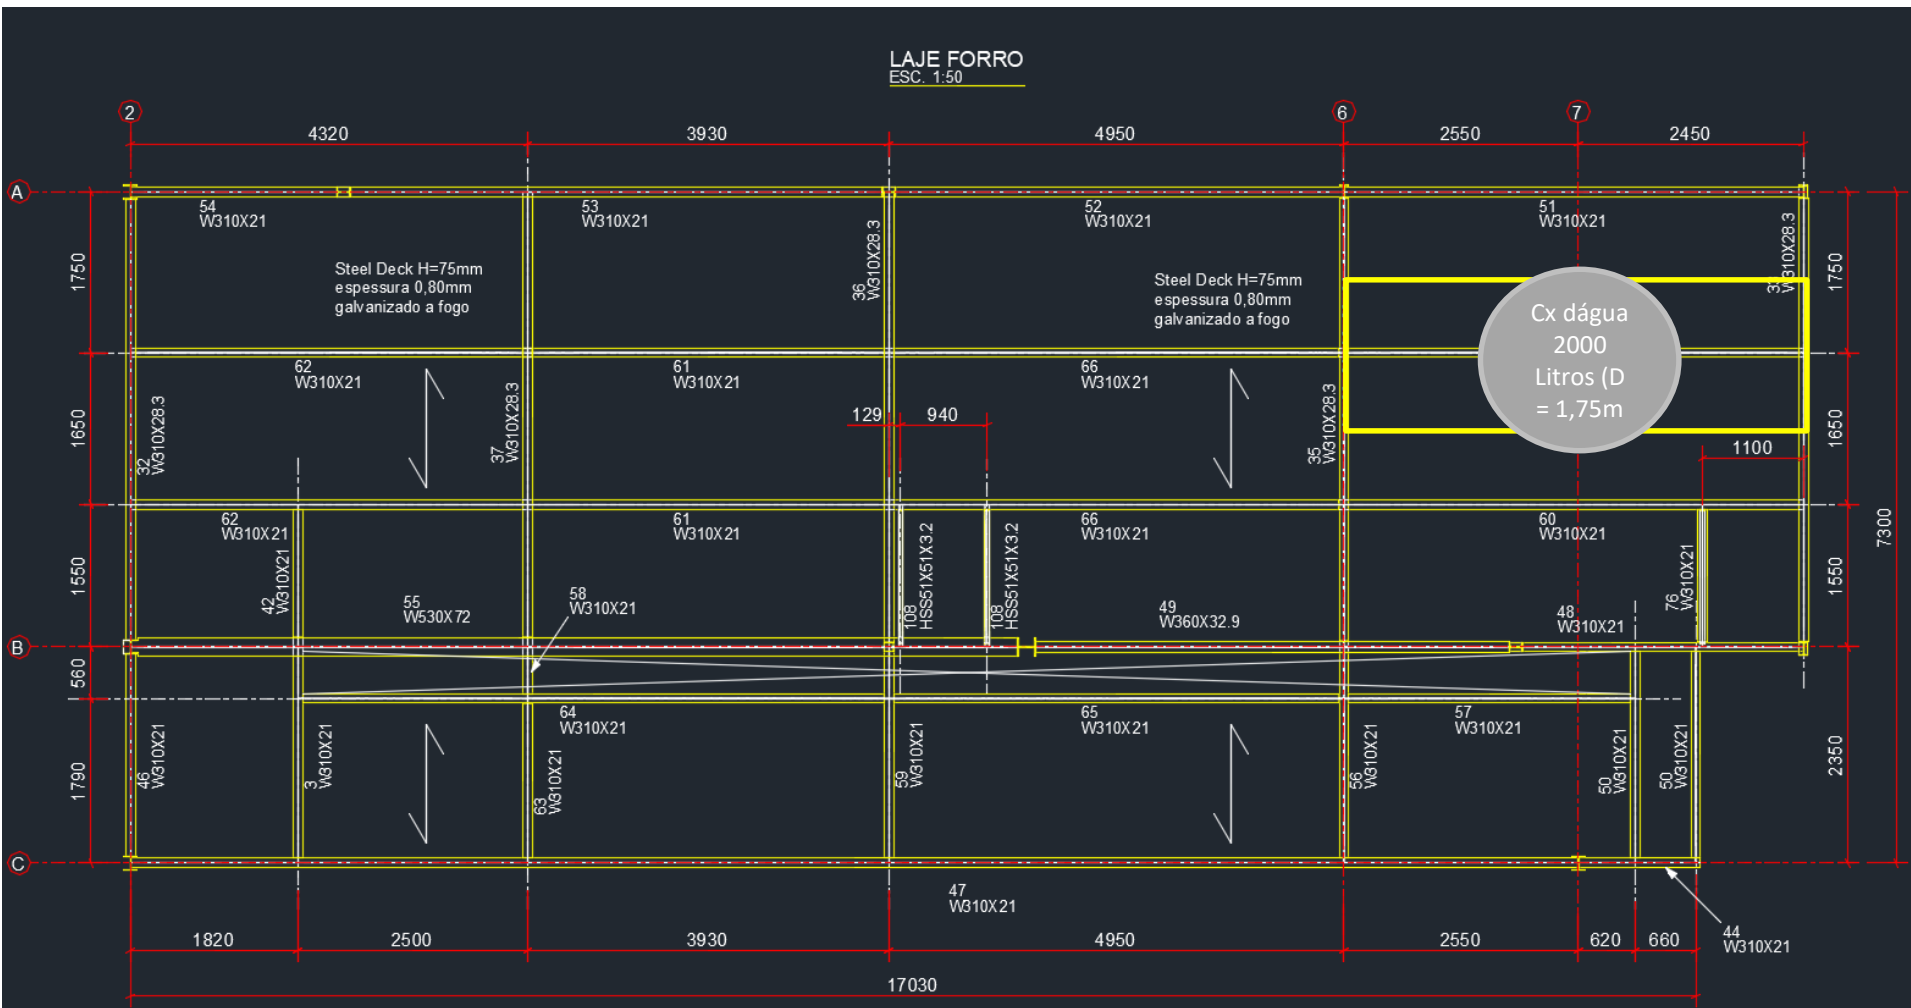 LAJE FORRO
ESC. 1:50
2
6
7
4320
3930
4950
2550
2450
A
54
W310X21
53
W310X21
52
W310X21
51
W310X21
1750
Steel Deck H=75mm
espessura 0,80mm
galvanizado a fogo
36
W310X28.3
Steel Deck H=75mm
espessura 0,80mm
galvanizado a fogo
W310X28.3
1750
Cx dágua
2000
Litros (D
= 1,75m
62
W310X21
61
W310X21
66
W310X21
1650
32
W310X28.3
37
W310X28.3
129
940
35
W310X28.3
1100
1650
7300
62
W310X21
61
W310X21
66
W310X21
60
W310X21
1550
42
W310X21
55
W530X72
58
W310X21
108
HSS51X51X3.2
108
HSS51X51X3.2
49
W360X32.9
48
W310X21
76
W310X21
1550
B
560
64
W310X21
65
W310X21
57
W310X21
1790
46
W310X21
3
W310X21
63
W310X21
59
W310X21
56
W310X21
50
W310X21
50
W310X21
2350
C
47
W310X21
44
W310X21
1820
2500
3930
4950
2550
620
660
17030